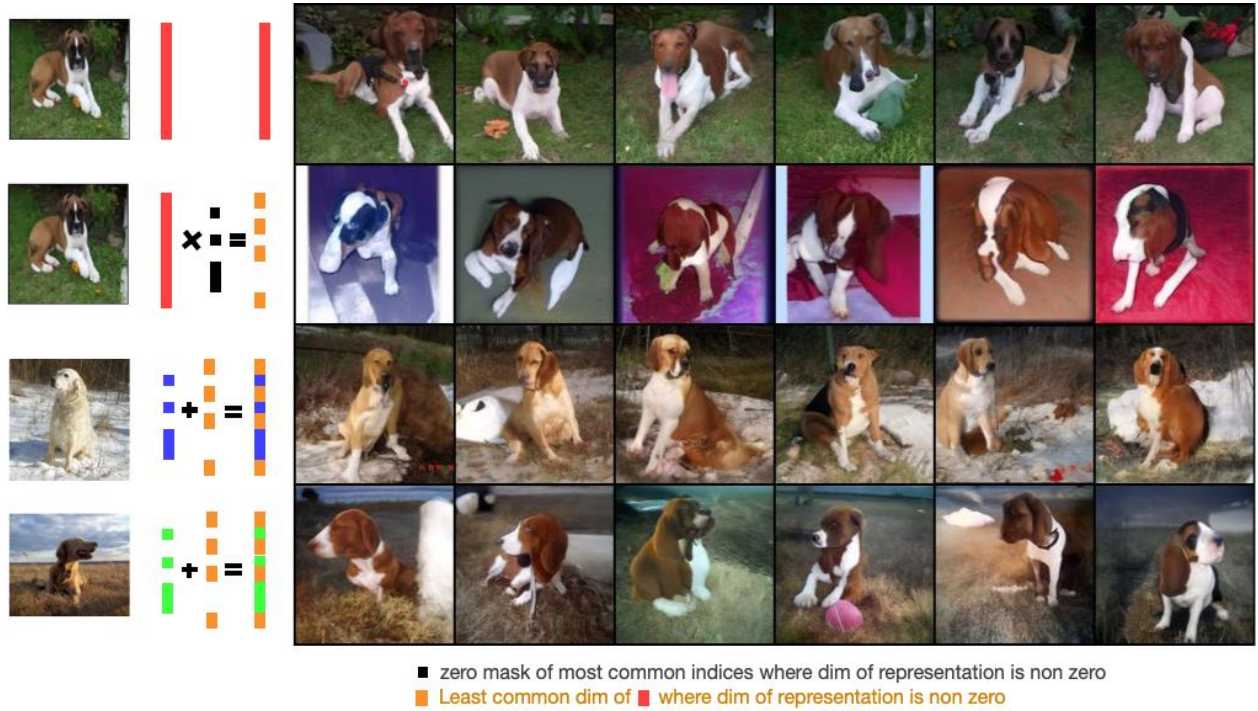 zero mask of most common indices where dim of representation is non zero
Least common dim of where dim of representation is non zero